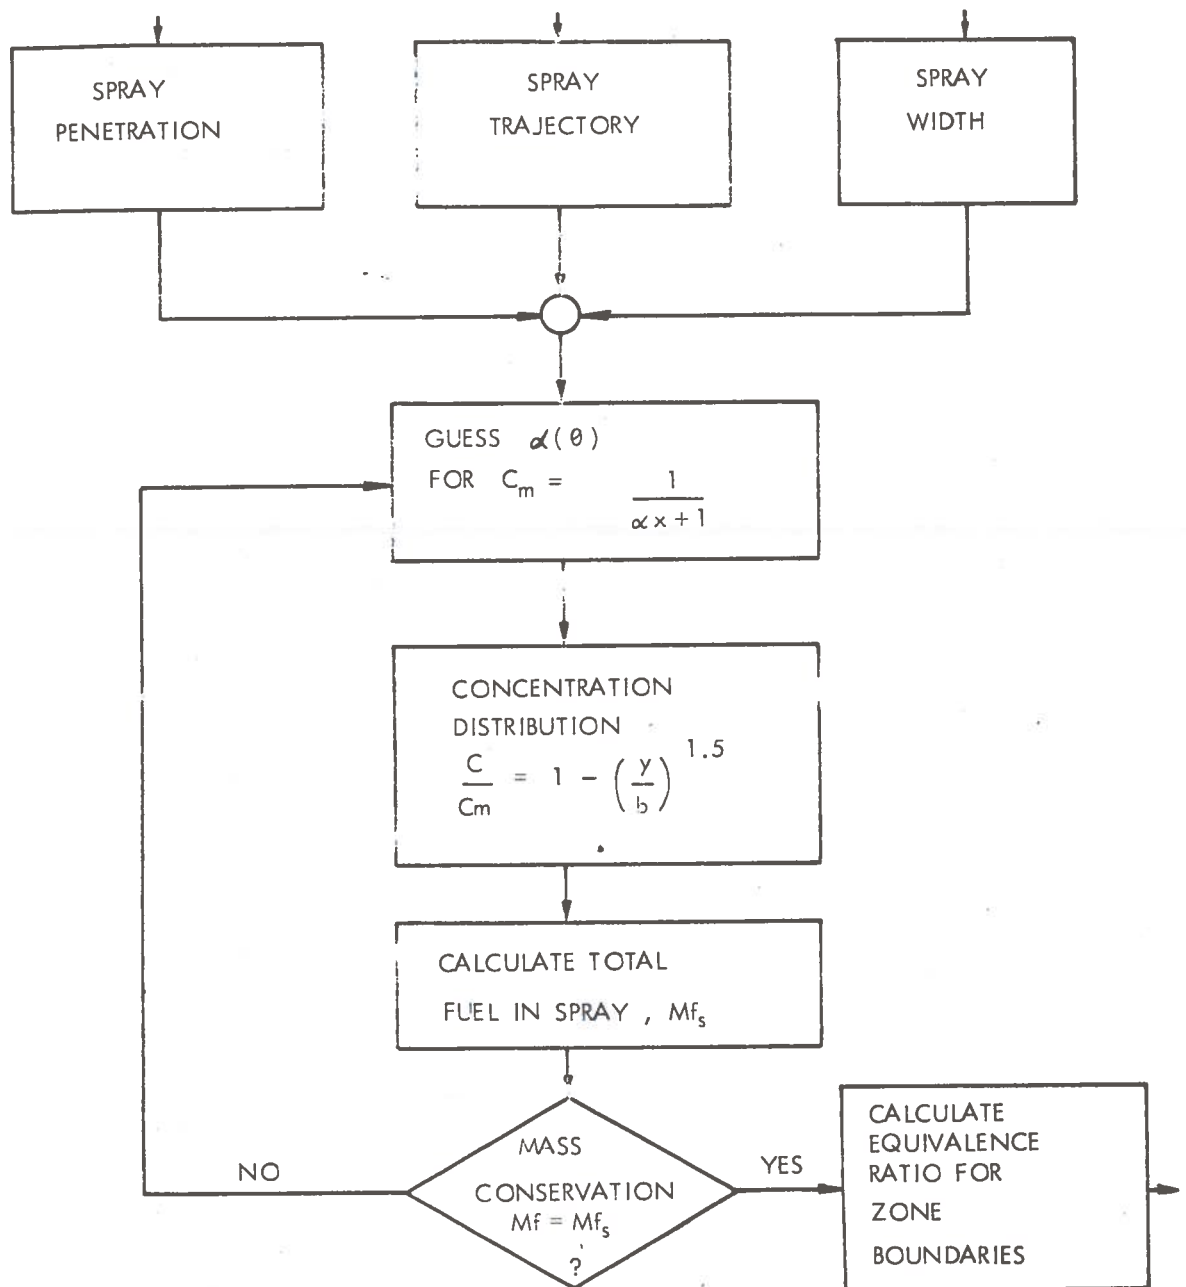 SPRAY
PENETRATION
SPRAY
TRAJECTORY
SPRAY
WIDTH
GUESS α(θ)
FOR Cm = 1/(αx+1)
CONCENTRATION
DISTRIBUTION
C/Cm = 1 − (y/b)^1.5
CALCULATE TOTAL
FUEL IN SPRAY , Mfs
MASS
CONSERVATION
Mf = Mfs
?
NO
YES
CALCULATE
EQUIVALENCE
RATIO FOR
ZONE
BOUNDARIES